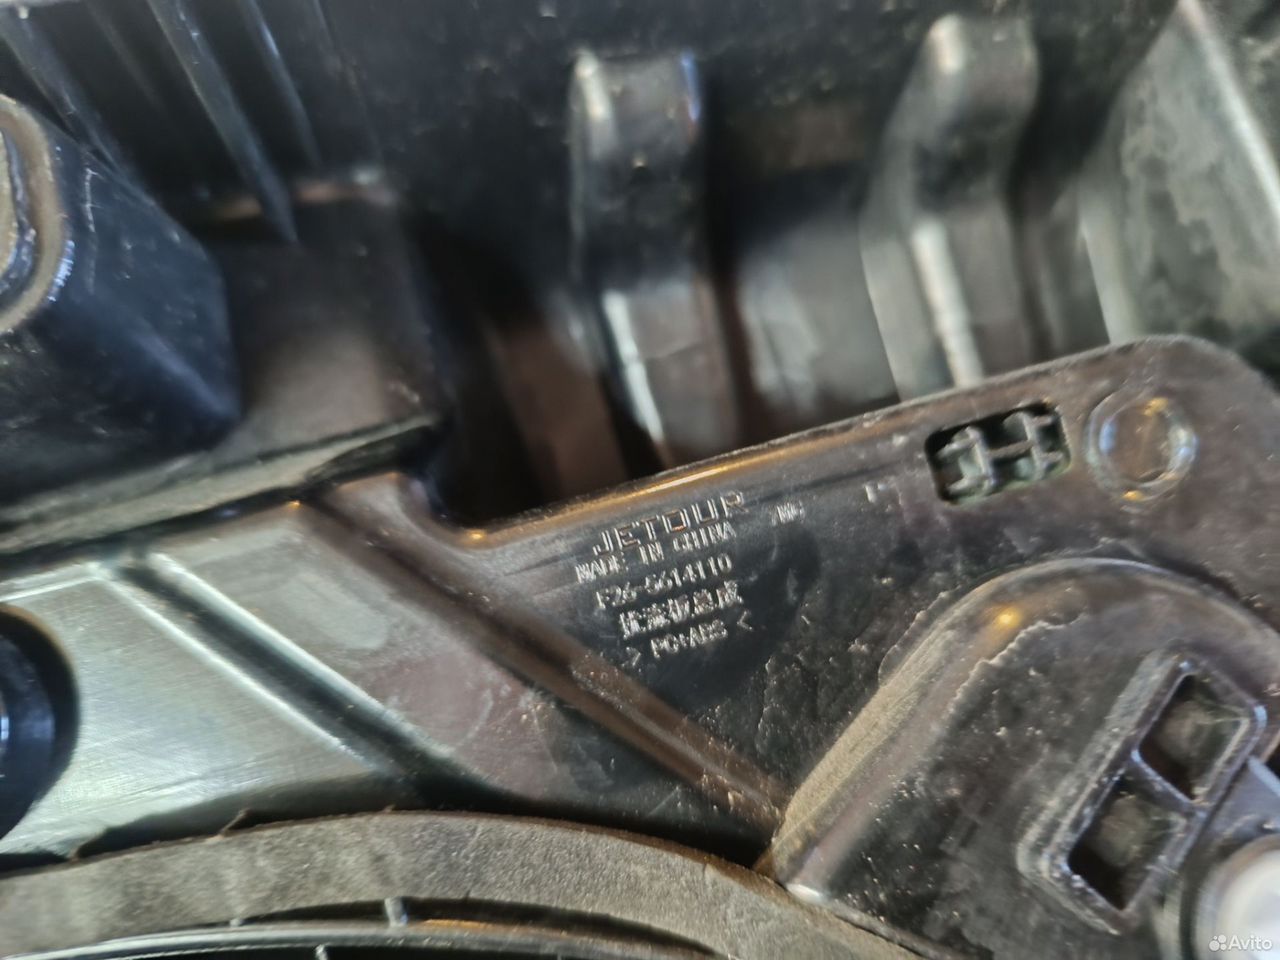 JETOUR
MADE IN CHINA
F26-5614110
> PC+ABS <
Avito